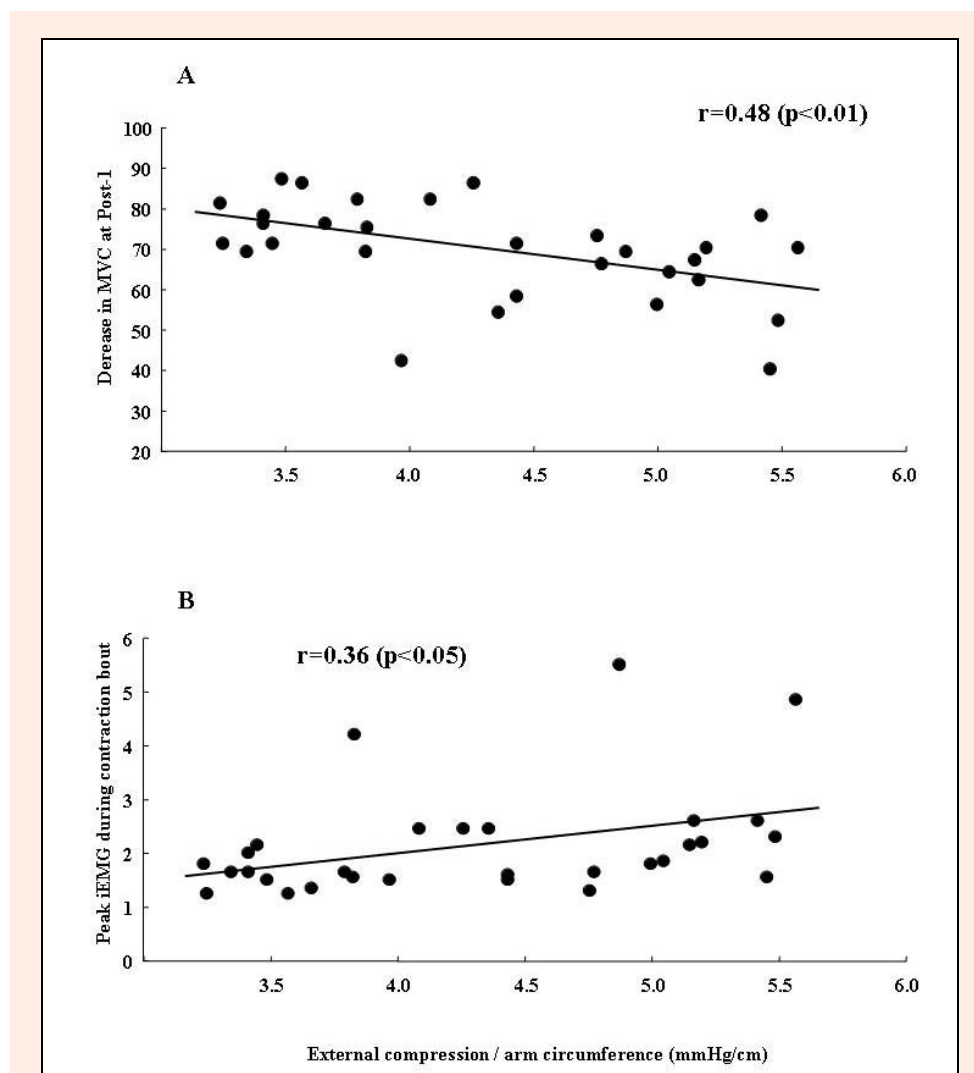 A
r=0.48 (p<0.01)
100
90
80
70
60
50
40
30
20
Derease in MVC at Post-1
3.5 4.0 4.5 5.0 5.5 6.0
B
r=0.36 (p<0.05)
6
5
4
3
2
1
0
Peak iEMG during contraction bout
3.5 4.0 4.5 5.0 5.5 6.0
External compression / arm circumference (mmHg/cm)